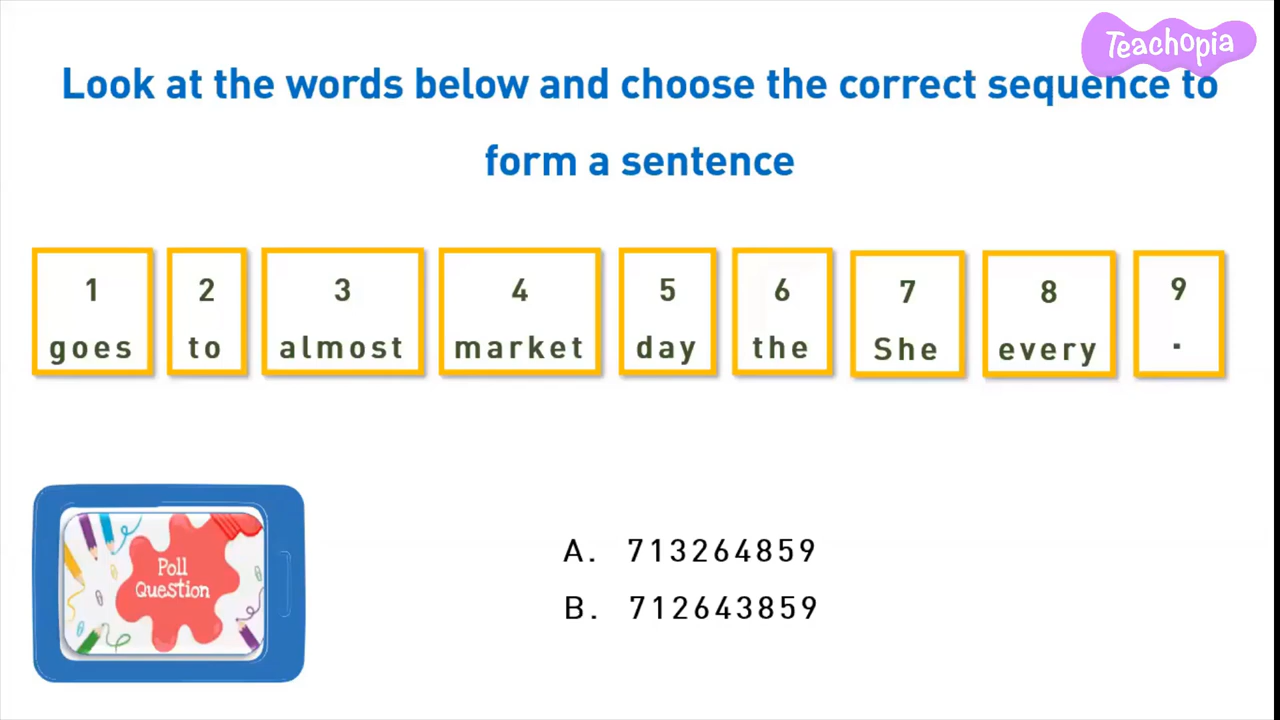 Teachopia
Look at the words below and choose the correct sequence to
form a sentence
1 2 3 4 5 6 7 8 9
goes to almost market day the She every .
Poll
Question
A. 713264859
B. 712643859